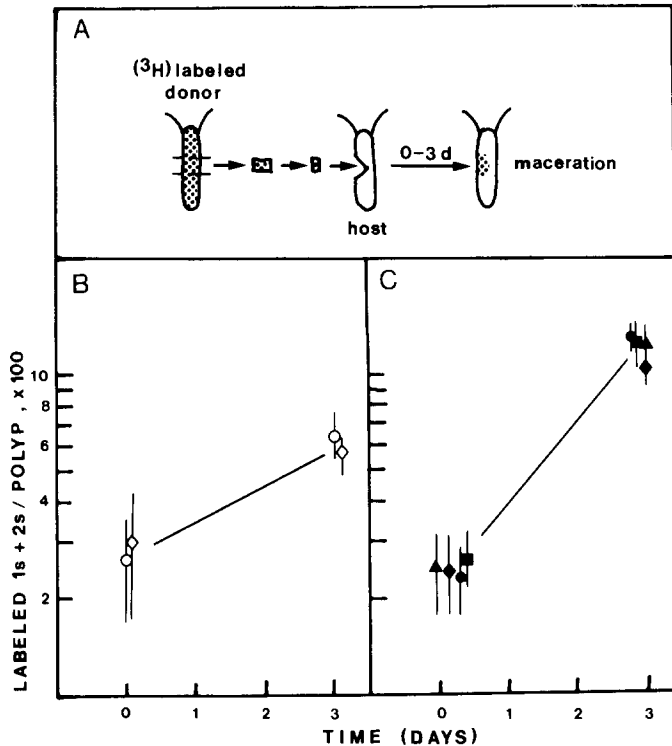 A
(³H) labeled
donor
0-3 d
maceration
host
B
C
LABELED 1s + 2s / POLYP , x 100
10
8
6
4
2
0 1 2 3
0 1 2 3
TIME (DAYS)